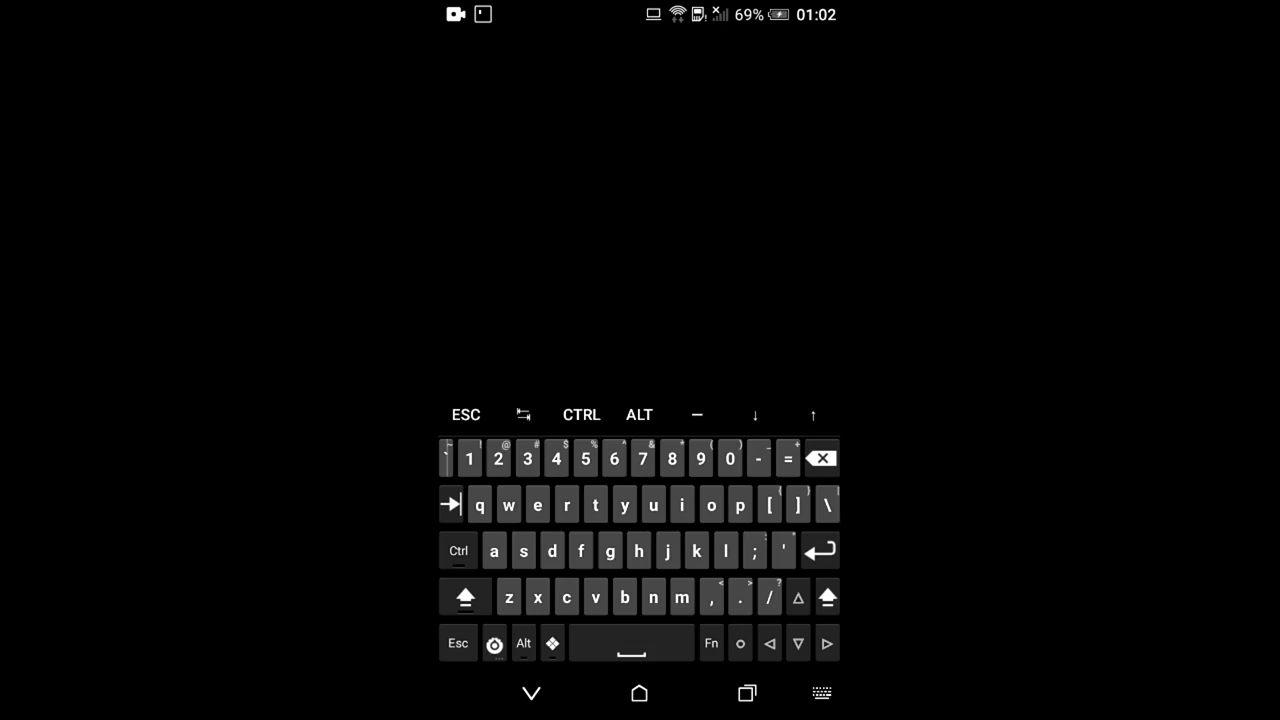 69% 01:02
ESC CTRL ALT — ↓ ↑
` ~ 1 ! 2 @ 3 # 4 $ 5 % 6 ^ 7 & 8 * 9 ( 0 ) - _ = +
q w e r t y u i o p [ { ] } \ |
Ctrl a s d f g h j k l ; : ' "
z x c v b n m , < . > / ?
Esc Alt Fn